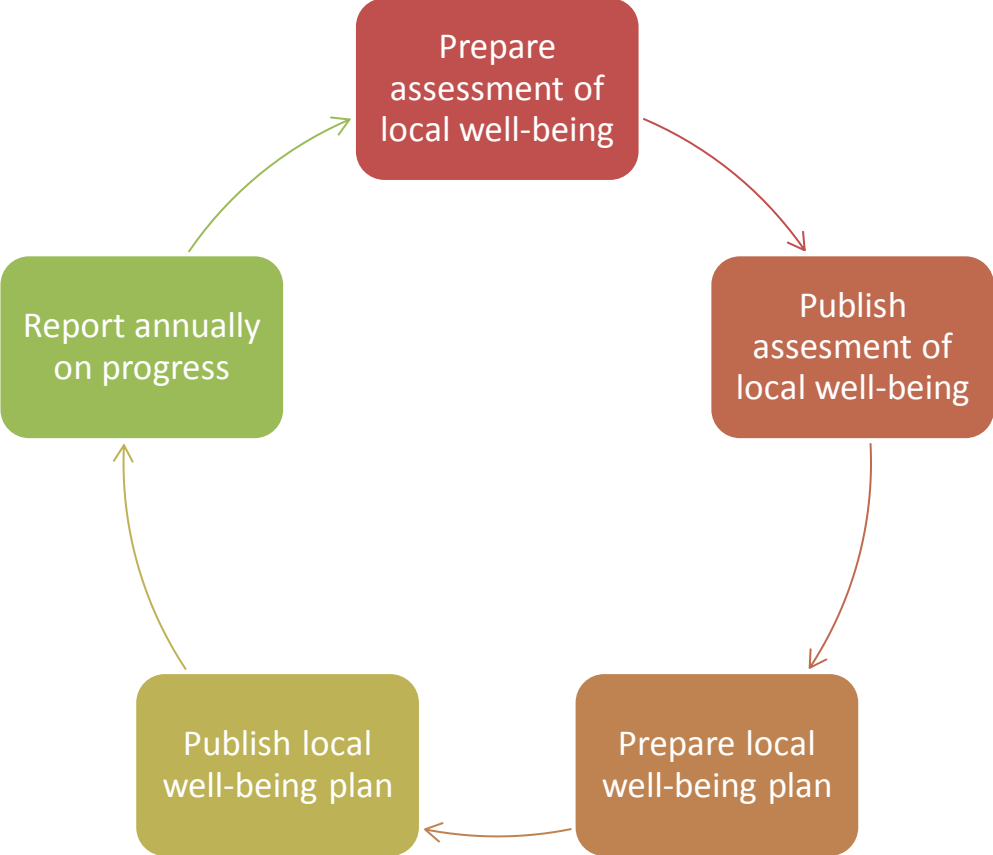 Prepare
assessment of
local well-being
Publish
assesment of
local well-being
Prepare local
well-being plan
Publish local
well-being plan
Report annually
on progress